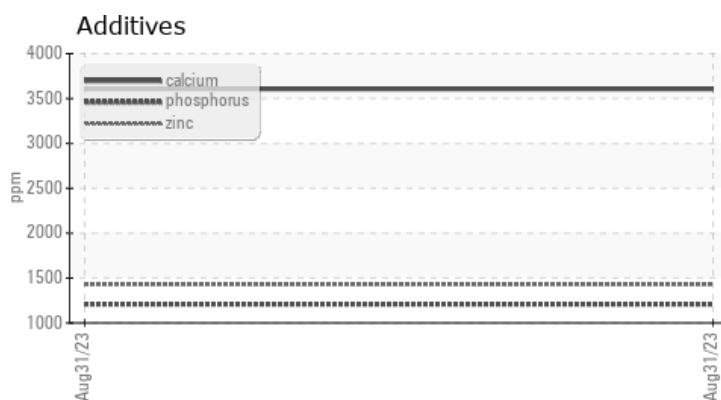 Additives
4000
3500
3000
2500
2000
1500
1000
ppm
calcium
phosphorus
zinc
Aug31/23
Aug31/23